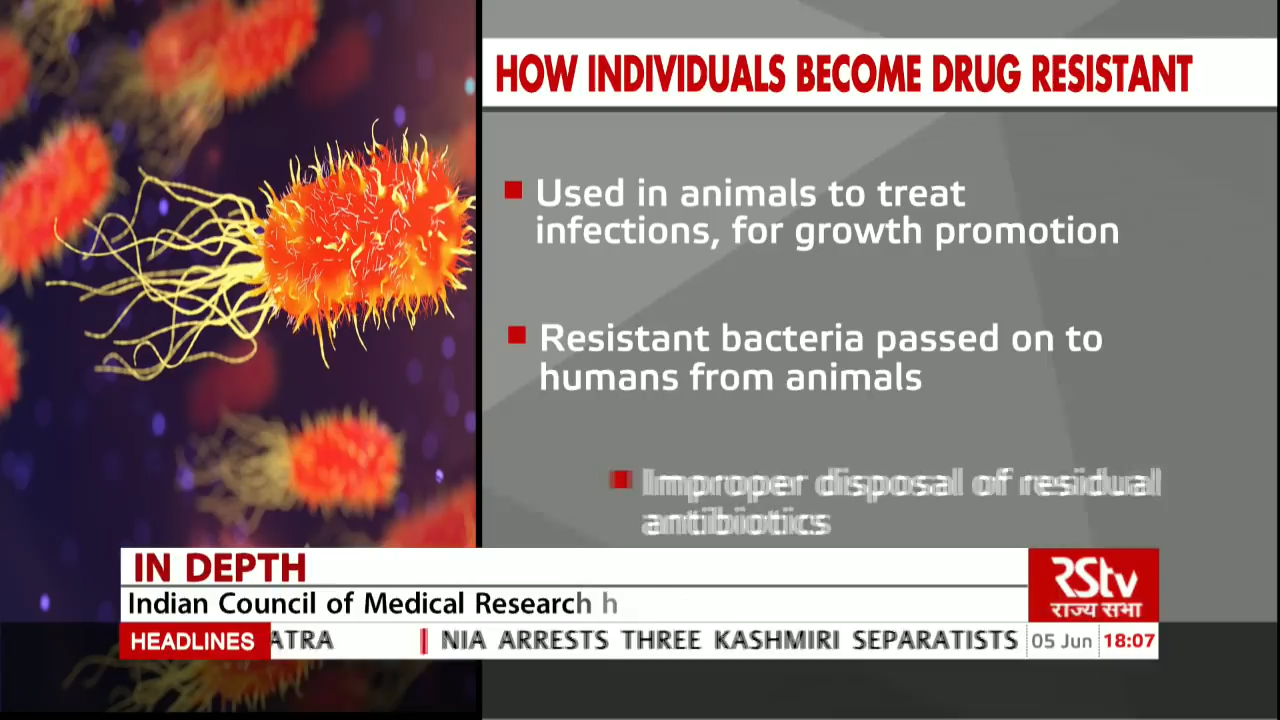 HOW INDIVIDUALS BECOME DRUG RESISTANT
Used in animals to treat
infections, for growth promotion
Resistant bacteria passed on to
humans from animals
Improper disposal of residual
antibiotics
IN DEPTH
Indian Council of Medical Research h
RStv
राज्य सभा
HEADLINES
ATRA
NIA ARRESTS THREE KASHMIRI SEPARATISTS
05 Jun
18:07